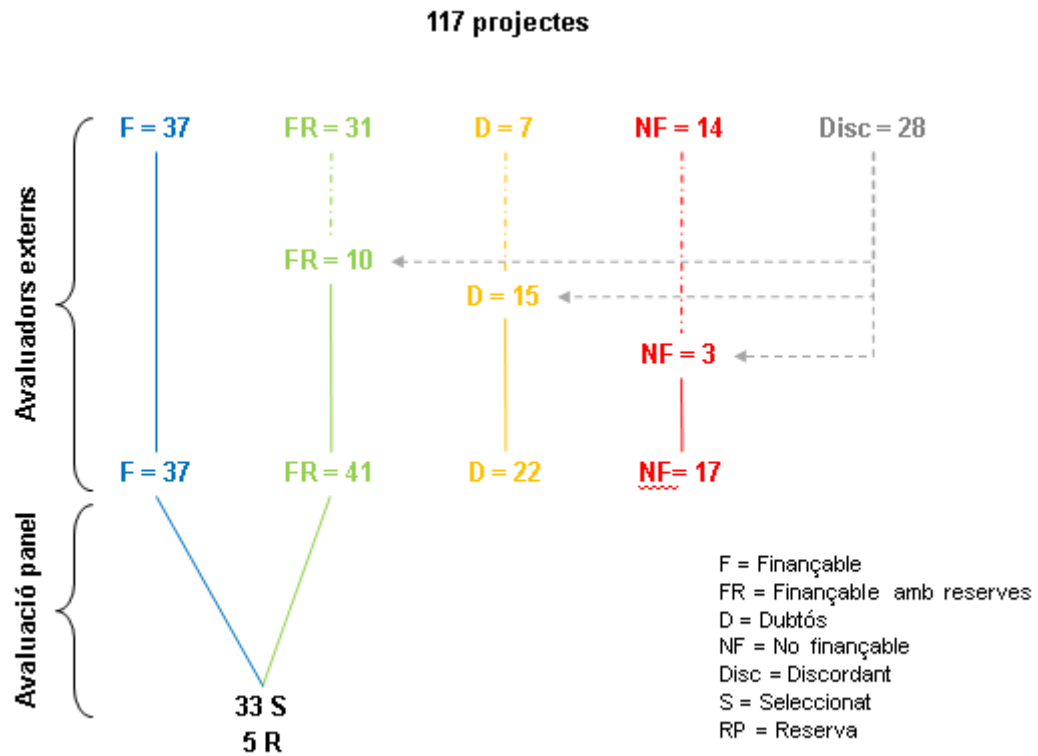 117 projectes
F = 37
FR = 31
D = 7
NF = 14
Disc = 28
Avaluadors externs
FR = 10
D = 15
NF = 3
F = 37
FR = 41
D = 22
NF= 17
Avaluació panel
33 S
5 R
F = Finançable
FR = Finançable amb reserves
D = Dubtós
NF = No finançable
Disc = Discordant
S = Seleccionat
RP = Reserva